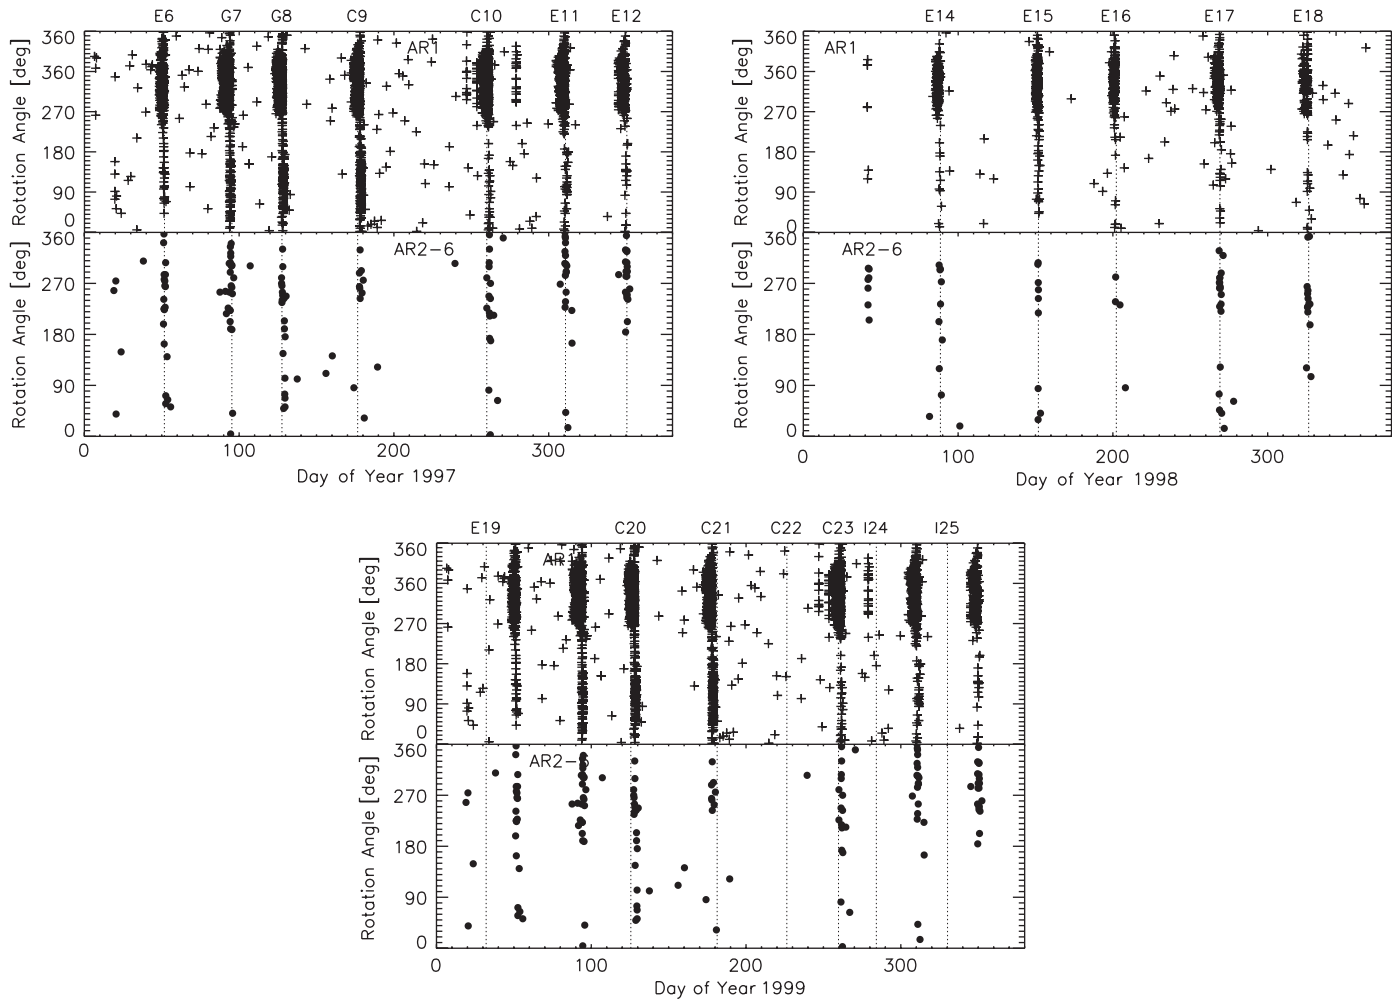 E6 G7 G8 C9 C10 E11 E12
360
AR1
360
270
180
90
0
Rotation Angle [deg]
360
AR2-6
270
180
90
0
Rotation Angle [deg]
0 100 200 300
Day of Year 1997
E14 E15 E16 E17 E18
360
AR1
360
270
180
90
0
Rotation Angle [deg]
360
AR2-6
270
180
90
0
Rotation Angle [deg]
0 100 200 300
Day of Year 1998
E19 C20 C21 C22 C23 I24 I25
360
AR1
360
270
180
90
0
Rotation Angle [deg]
360
AR2-6
270
180
90
0
Rotation Angle [deg]
0 100 200 300
Day of Year 1999